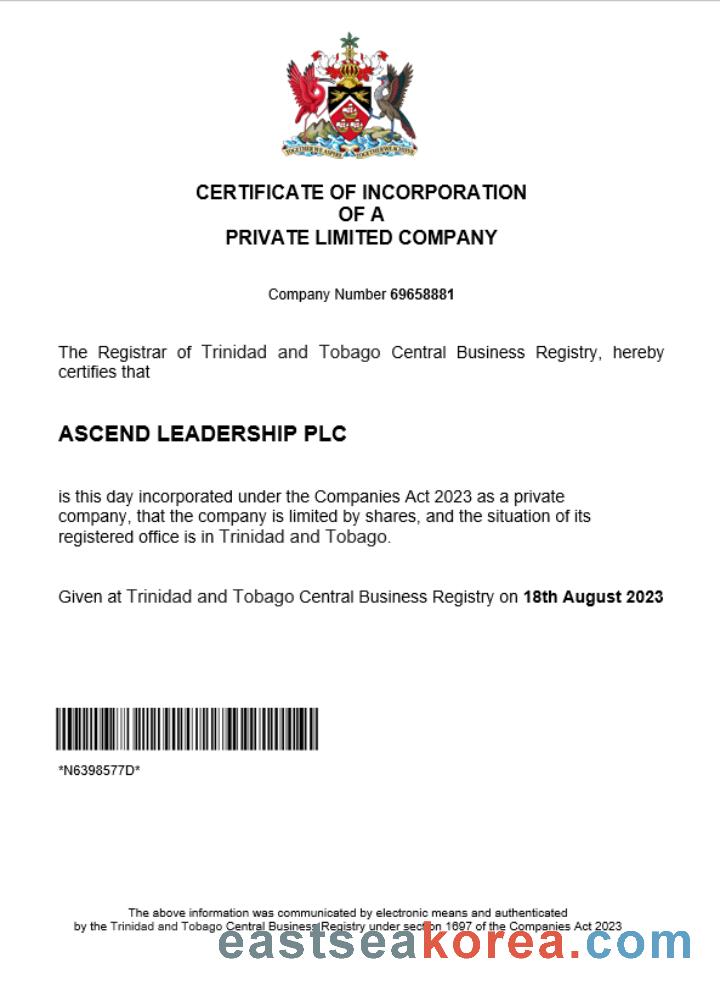 TOGETHER WE ASPIRE TOGETHER WE ACHIEVE
CERTIFICATE OF INCORPORATION
OF A
PRIVATE LIMITED COMPANY
Company Number 69658881
The Registrar of Trinidad and Tobago Central Business Registry, hereby
certifies that
ASCEND LEADERSHIP PLC
is this day incorporated under the Companies Act 2023 as a private
company, that the company is limited by shares, and the situation of its
registered office is in Trinidad and Tobago.
Given at Trinidad and Tobago Central Business Registry on 18th August 2023
*N6398577D*
The above information was communicated by electronic means and authenticated
by the Trinidad and Tobago Central Business Registry under section 1697 of the Companies Act 2023
eastseakorea.com